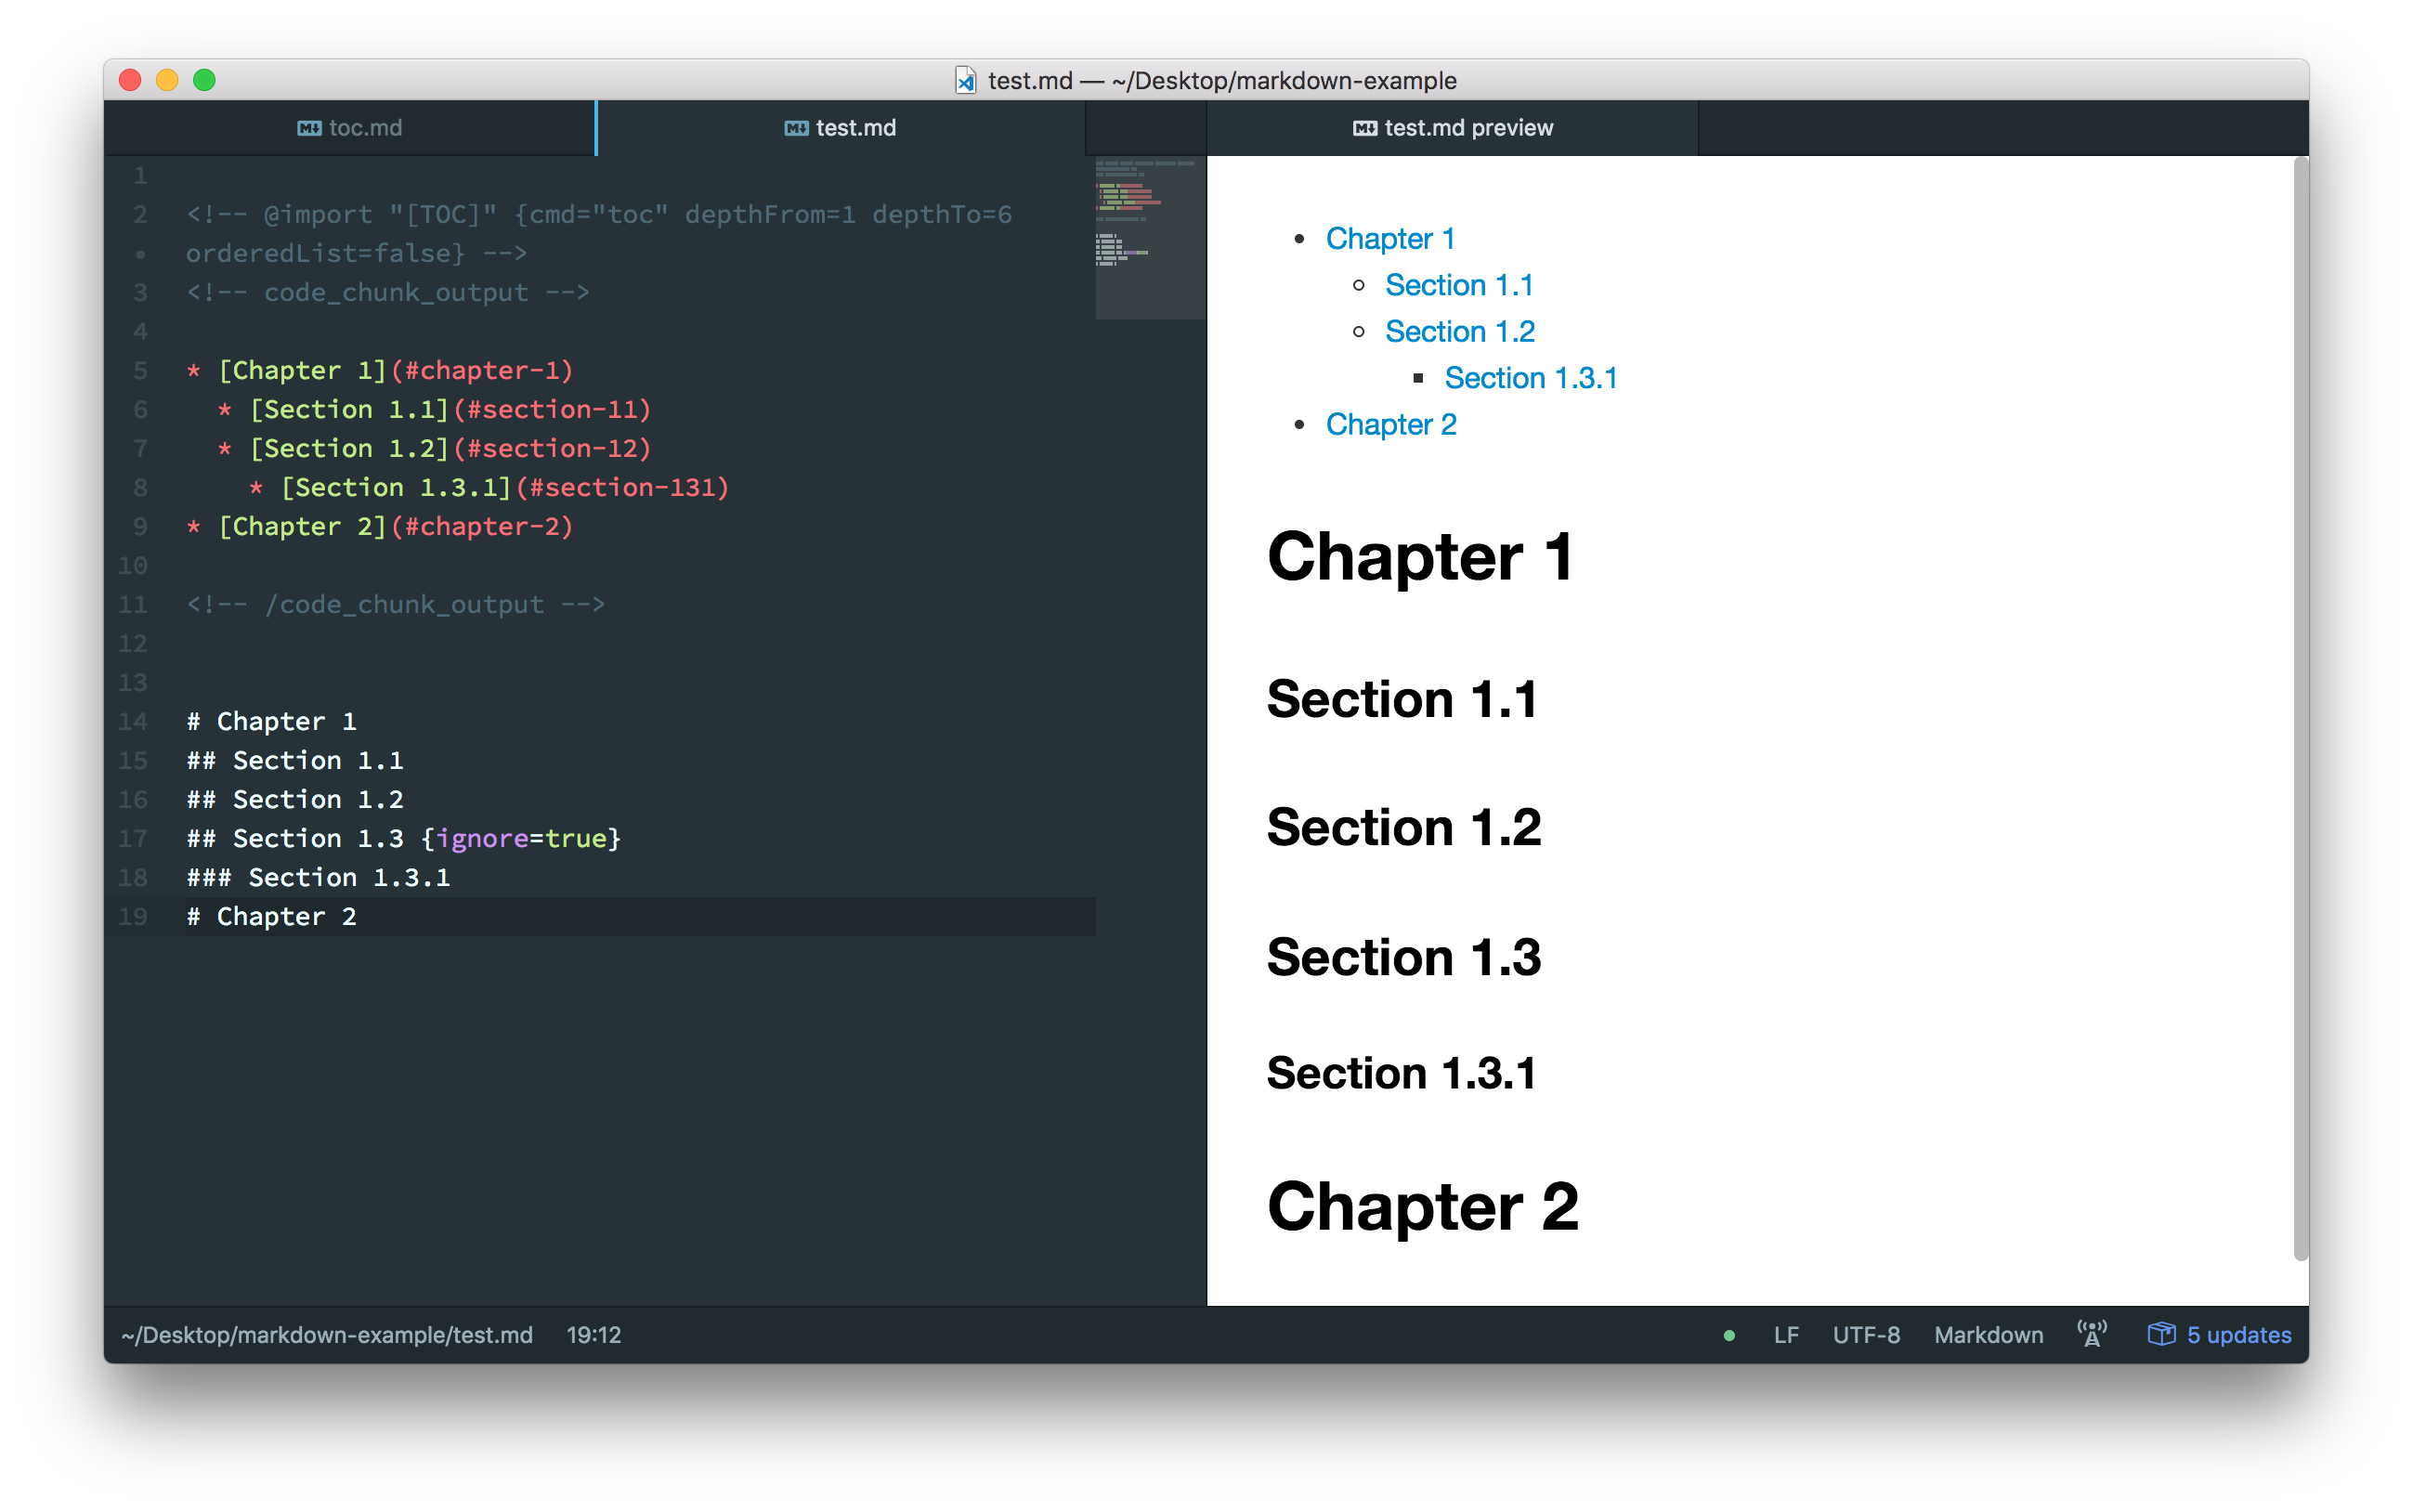 test.md — ~/Desktop/markdown-example
toc.md
test.md
test.md preview
1
2 <!-- @import "[TOC]" {cmd="toc" depthFrom=1 depthTo=6
• orderedList=false} -->
3 <!-- code_chunk_output -->
4
5 * [Chapter 1](#chapter-1)
6   * [Section 1.1](#section-11)
7   * [Section 1.2](#section-12)
8     * [Section 1.3.1](#section-131)
9 * [Chapter 2](#chapter-2)
10
11 <!-- /code_chunk_output -->
12
13
14 # Chapter 1
15 ## Section 1.1
16 ## Section 1.2
17 ## Section 1.3 {ignore=true}
18 ### Section 1.3.1
19 # Chapter 2
• Chapter 1
◦ Section 1.1
◦ Section 1.2
▪ Section 1.3.1
• Chapter 2
Chapter 1
Section 1.1
Section 1.2
Section 1.3
Section 1.3.1
Chapter 2
~/Desktop/markdown-example/test.md 19:12
LF UTF-8 Markdown 5 updates